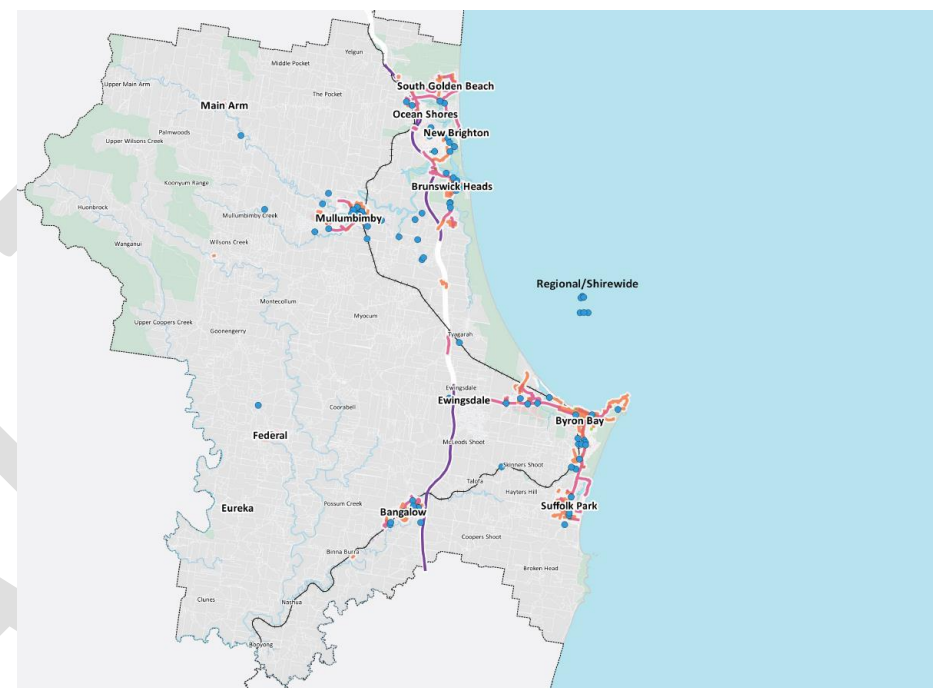 Yelgun
Middle Pocket
Upper Main Arm
South Golden Beach
The Pocket
Main Arm
Ocean Shores
Palmwoods
New Brighton
Upper Wilsons Creek
Koonyum Range
Brunswick Heads
Huonbrook
Mullumbimby Creek
Mullumbimby
Wilsons Creek
Wanganui
Regional/Shirewide
Montecollum
Myocum
Upper Coopers Creek
Goonengerry
Tyagarah
Ewingsdale
Ewingsdale
Coorabell
Byron Bay
Federal
McLeods Shoot
Skinners Shoot
Talofa
Hayters Hill
Possum Creek
Eureka
Suffolk Park
Bangalow
Coopers Shoot
Binna Burra
Broken Head
Clunes
Nashua
Booyong